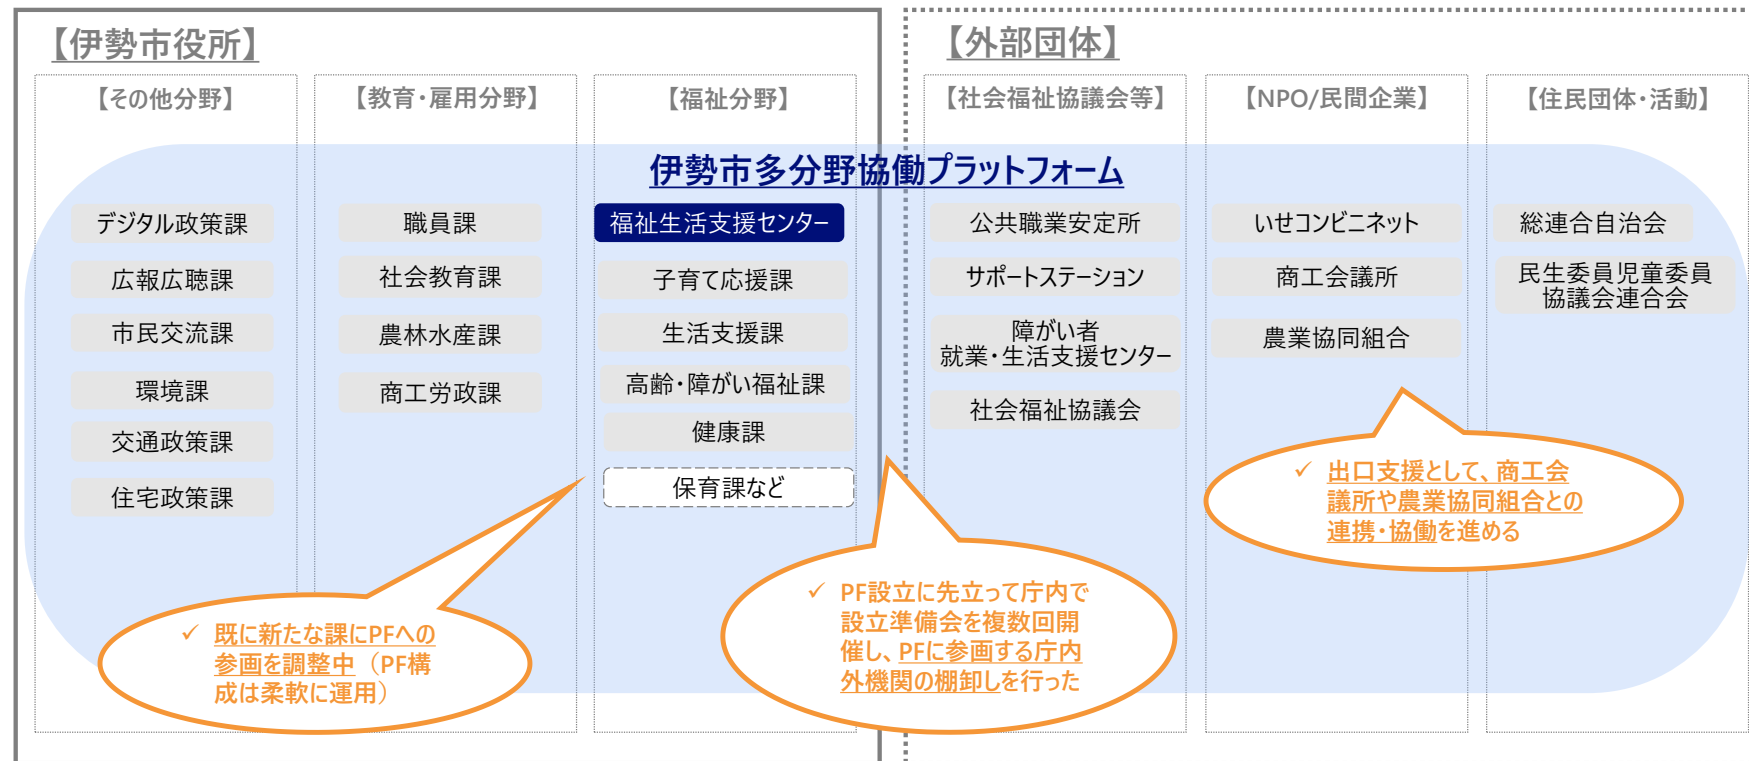 【伊勢市役所】
【その他分野】
デジタル政策課
広報広聴課
市民交流課
環境課
交通政策課
住宅政策課
【教育・雇用分野】
職員課
社会教育課
農林水産課
商工労政課
【福祉分野】
伊勢市多分野協働プラットフォーム
福祉生活支援センター
子育て応援課
生活支援課
高齢・障がい福祉課
健康課
保育課など
【外部団体】
【社会福祉協議会等】
公共職業安定所
サポートステーション
障がい者
就業・生活支援センター
社会福祉協議会
【NPO/民間企業】
いせコンビニネット
商工会議所
農業協同組合
【住民団体・活動】
総連合自治会
民生委員児童委員
協議会連合会
✓ 既に新たな課にPFへの
参画を調整中（PF構
成は柔軟に運用）
✓ PF設立に先立って庁内で
設立準備会を複数回開
催し、PFに参画する庁内
外機関の棚卸しを行った
✓ 出口支援として、商工会
議所や農業協同組合との
連携・協働を進める